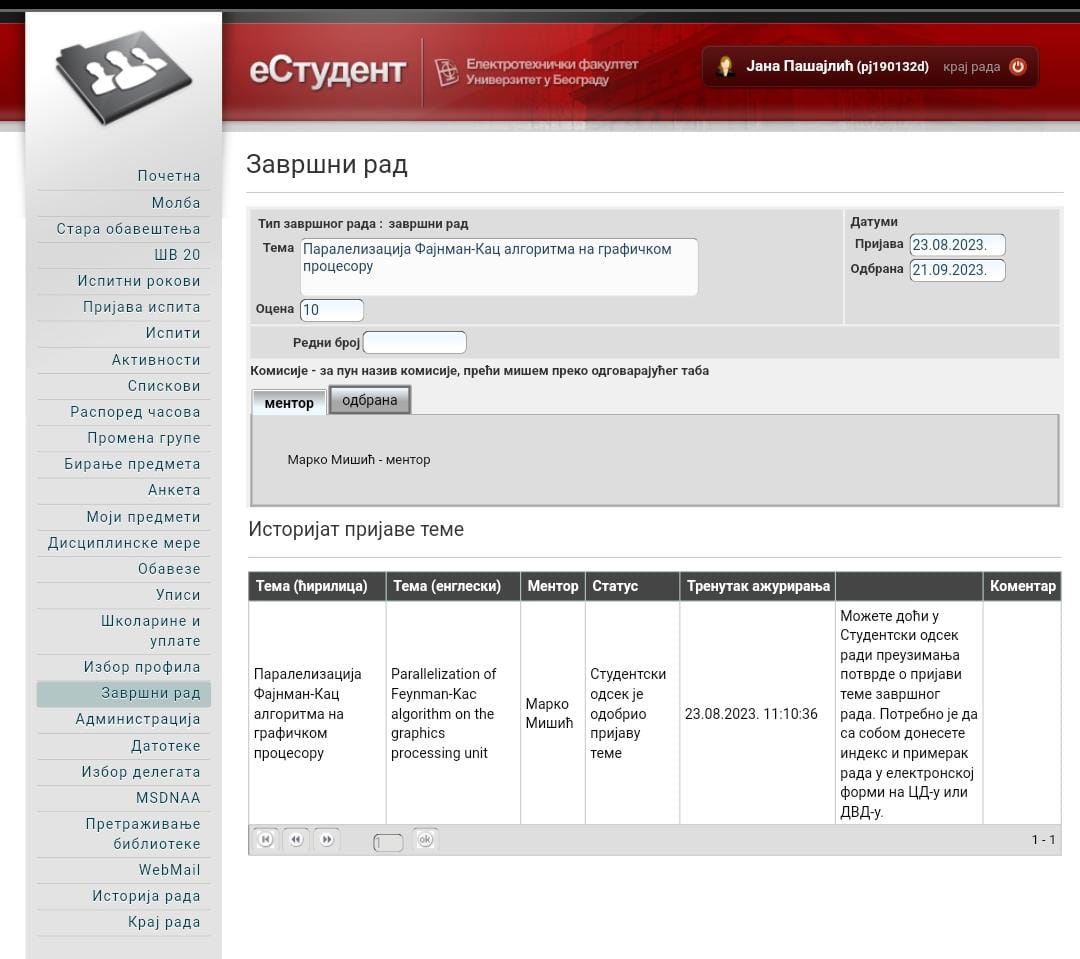 еСтудент
Електротехнички факултет
Универзитет у Београду
Јана Пашајлић (pj190132d) крај рада
Почетна
Молба
Стара обавештења
ШВ 20
Испитни рокови
Пријава испита
Испити
Активности
Спискови
Распоред часова
Промена групе
Бирање предмета
Анкета
Моји предмети
Дисциплинске мере
Обавезе
Уписи
Школарине и
уплате
Избор профила
Завршни рад
Администрација
Датотеке
Избор делегата
MSDNAA
Претраживање
библиотеке
WebMail
Историја рада
Крај рада
Завршни рад
Тип завршног рада : завршни рад
Тема
Паралелизација Фајнман-Кац алгоритма на графичком
процесору
Оцена 10
Датуми
Пријава 23.08.2023.
Одбрана 21.09.2023.
Редни број
Комисије - за пун назив комисије, прећи мишем преко одговарајућег таба
ментор одбрана
Марко Мишић - ментор
Историјат пријаве теме
Тема (ћирилица) Тема (енглески) Ментор Статус Тренутак ажурирања Коментар
Паралелизација
Фајнман-Кац
алгоритма на
графичком
процесору
Parallelization of
Feynman-Kac
algorithm on the
graphics
processing unit
Марко
Мишић
Студентски
одсек је
одобрио
пријаву
теме
23.08.2023. 11:10:36
Можете доћи у
Студентски одсек
ради преузимања
потврде о пријави
теме завршног
рада. Потребно је да
са собом донесете
индекс и примерак
рада у електронској
форми на ЦД-у или
ДВД-у.
1 ok 1 - 1